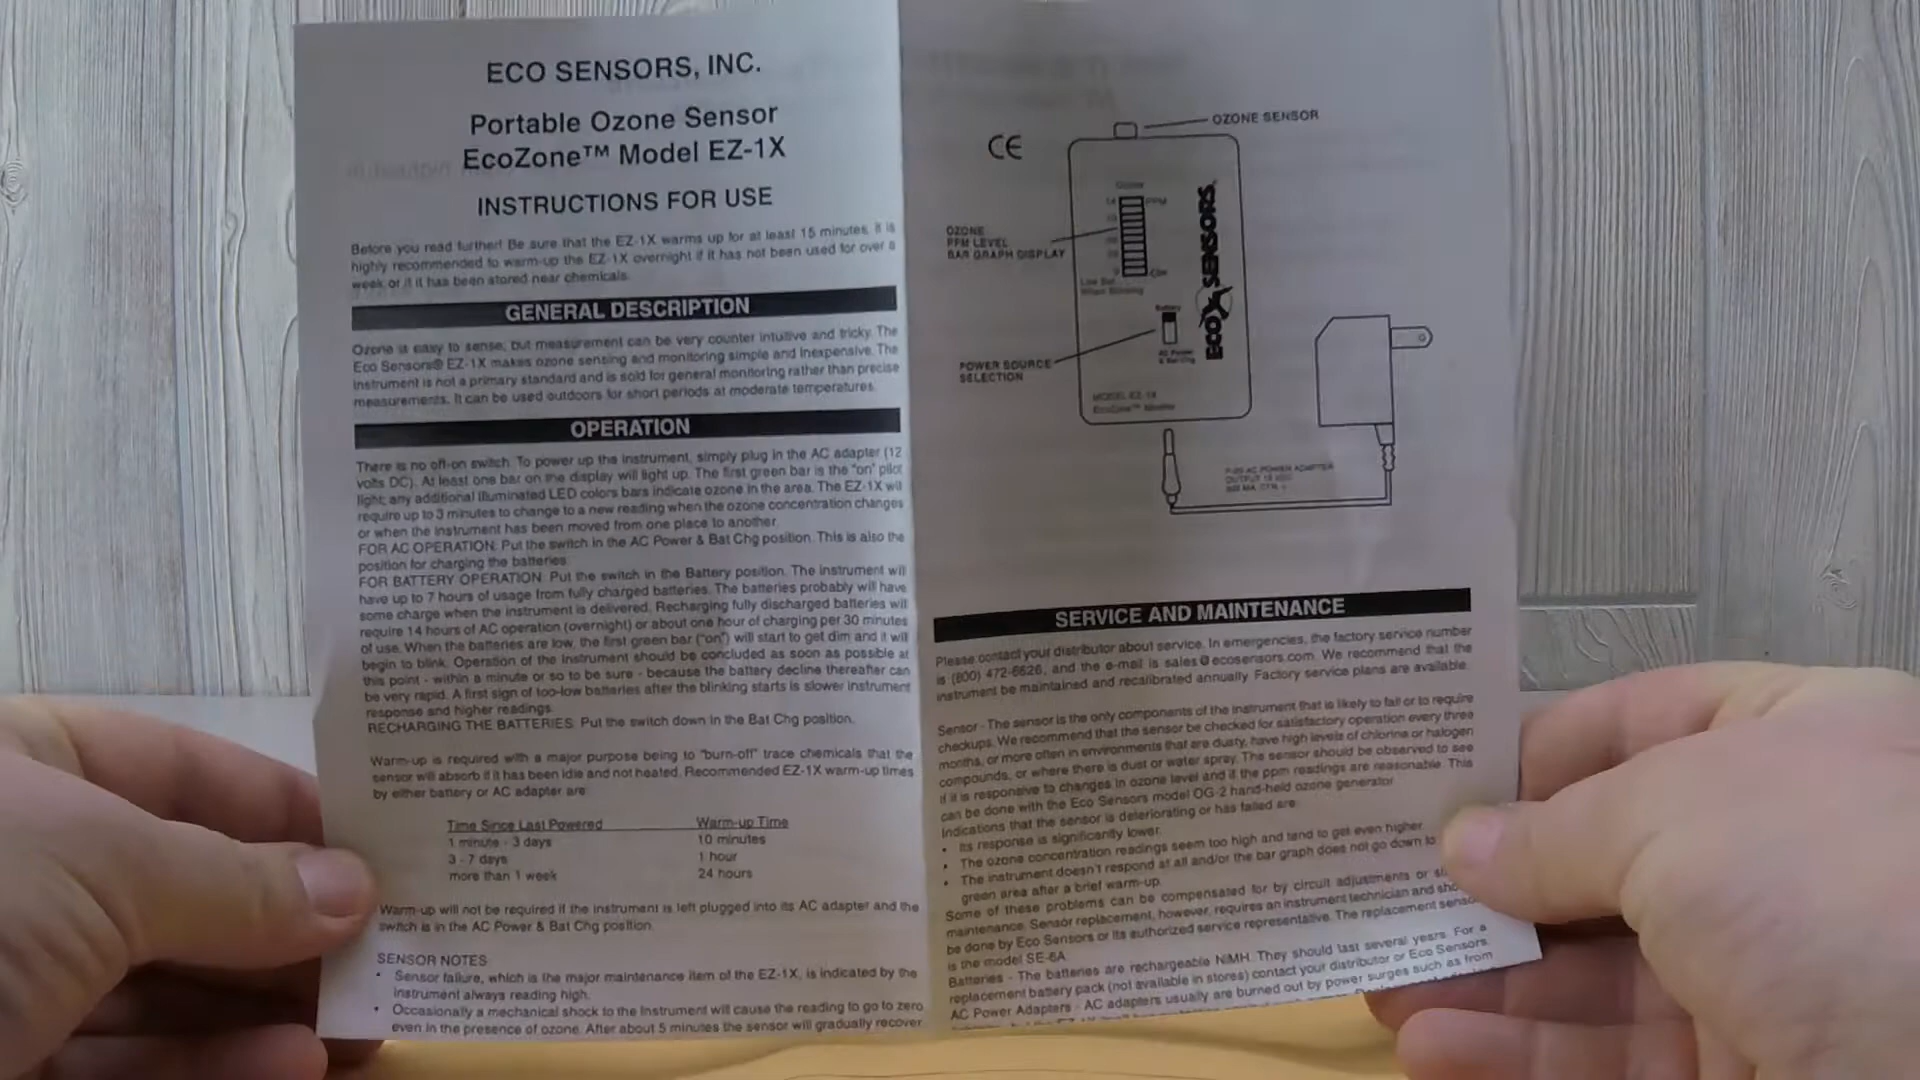 ECO SENSORS, INC.
Portable Ozone Sensor
EcoZone™ Model EZ-1X
INSTRUCTIONS FOR USE
Before you read further! Be sure that the EZ-1X warms up for at least 15 minutes. It is
highly recommended to warm-up the EZ-1X overnight if it has not been used for over a
week or if it has been stored near chemicals.
GENERAL DESCRIPTION
Ozone is easy to sense, but measurement can be very counter intuitive and tricky. The
Eco Sensors® EZ-1X makes ozone sensing and monitoring simple and inexpensive. The
instrument is not a primary standard and is sold for general monitoring rather than precise
measurements. It can be used outdoors for short periods at moderate temperatures.
OPERATION
There is no off-on switch. To power up the instrument, simply plug in the AC adapter (12
volts DC). At least one bar on the display will light up. The first green bar is the "on" pilot
light; any additional illuminated LED colors bars indicate ozone in the area. The EZ-1X will
require up to 3 minutes to change to a new reading when the ozone concentration changes
or when the instrument has been moved from one place to another.
FOR AC OPERATION: Put the switch in the AC Power & Bat Chg position. This is also the
position for charging the batteries.
FOR BATTERY OPERATION: Put the switch in the Battery position. The instrument will
have up to 7 hours of usage from fully charged batteries. The batteries probably will have
some charge when the instrument is delivered. Recharging fully discharged batteries will
require 14 hours of AC operation (overnight) or about one hour of charging per 30 minutes
of use. When the batteries are low, the first green bar ("on") will start to get dim and it will
begin to blink. Operation of the instrument should be concluded as soon as possible at
this point - within a minute or so to be sure - because the battery decline thereafter can
be very rapid. A first sign of too-low batteries after the blinking starts is slower instrument
response and higher readings.
RECHARGING THE BATTERIES: Put the switch down in the Bat Chg position.
Warm-up is required with a major purpose being to "burn-off" trace chemicals that the
sensor will absorb if it has been idle and not heated. Recommended EZ-1X warm-up times
by either battery or AC adapter are:
Time Since Last Powered Warm-up Time
1 minute - 3 days 10 minutes
3 - 7 days 1 hour
more than 1 week 24 hours
Warm-up will not be required if the instrument is left plugged into its AC adapter and the
switch is in the AC Power & Bat Chg position.
SENSOR NOTES
• Sensor failure, which is the major maintenance item of the EZ-1X, is indicated by the
instrument always reading high.
• Occasionally a mechanical shock to the instrument will cause the reading to go to zero
even in the presence of ozone. After about 5 minutes the sensor will gradually recover
CE
OZONE SENSOR
OZONE
PPM LEVEL
BAR GRAPH DISPLAY
Low Bat
When Blinking
Battery
AC Power
& Bat Chg
ECO SENSORS
POWER SOURCE
SELECTION
EcoZone™
AC POWER ADAPTER
OUTPUT
SERVICE AND MAINTENANCE
Please contact your distributor about service. In emergencies, the factory service number
is (800) 472-6626, and the e-mail is sales@ecosensors.com. We recommend that the
instrument be maintained and recalibrated annually. Factory service plans are available.
Sensor - The sensor is the only components of the instrument that is likely to fail or to require
checkups. We recommend that the sensor be checked for satisfactory operation every three
months, or more often in environments that are dusty, have high levels of chlorine or halogen
compounds, or where there is dust or water spray. The sensor should be observed to see
if it is responsive to changes in ozone level and if the ppm readings are reasonable. This
can be done with the Eco Sensors model OG-2 hand-held ozone generator.
Indications that the sensor is deteriorating or has failed are:
• Its response is significantly lower.
• The ozone concentration readings seem too high and tend to get even higher.
• The instrument doesn't respond at all and/or the bar graph does not go down to
green area after a brief warm-up.
Some of these problems can be compensated for by circuit adjustments or
maintenance. Sensor replacement, however, requires an instrument technician and
be done by Eco Sensors or its authorized service representative. The replacement
is the model SE-6A.
Batteries - The batteries are rechargeable NiMH. They should last several years. For a
replacement battery pack (not available in stores) contact your distributor or Eco Sensors.
AC Power Adapters - AC adapters usually are burned out by power surges such as from